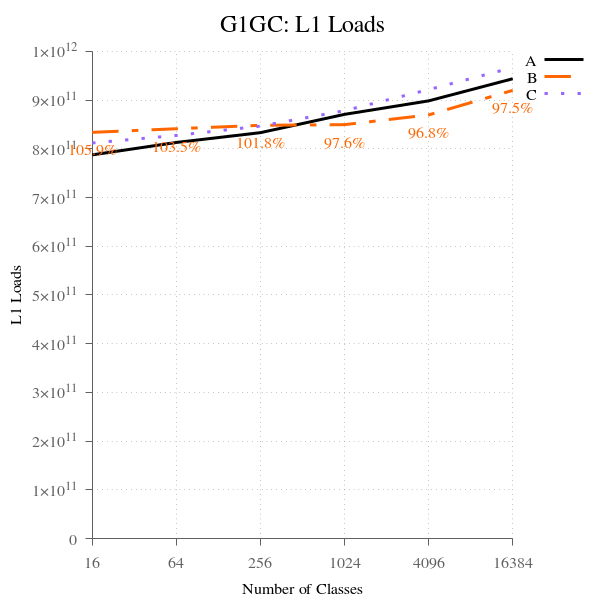 G1GC: L1 Loads
1×10¹²
9×10¹¹
8×10¹¹
7×10¹¹
6×10¹¹
5×10¹¹
4×10¹¹
3×10¹¹
2×10¹¹
1×10¹¹
0
L1 Loads
16 64 256 1024 4096 16384
Number of Classes
A
B
C
105.9% 103.5% 101.8% 97.6% 96.8% 97.5%